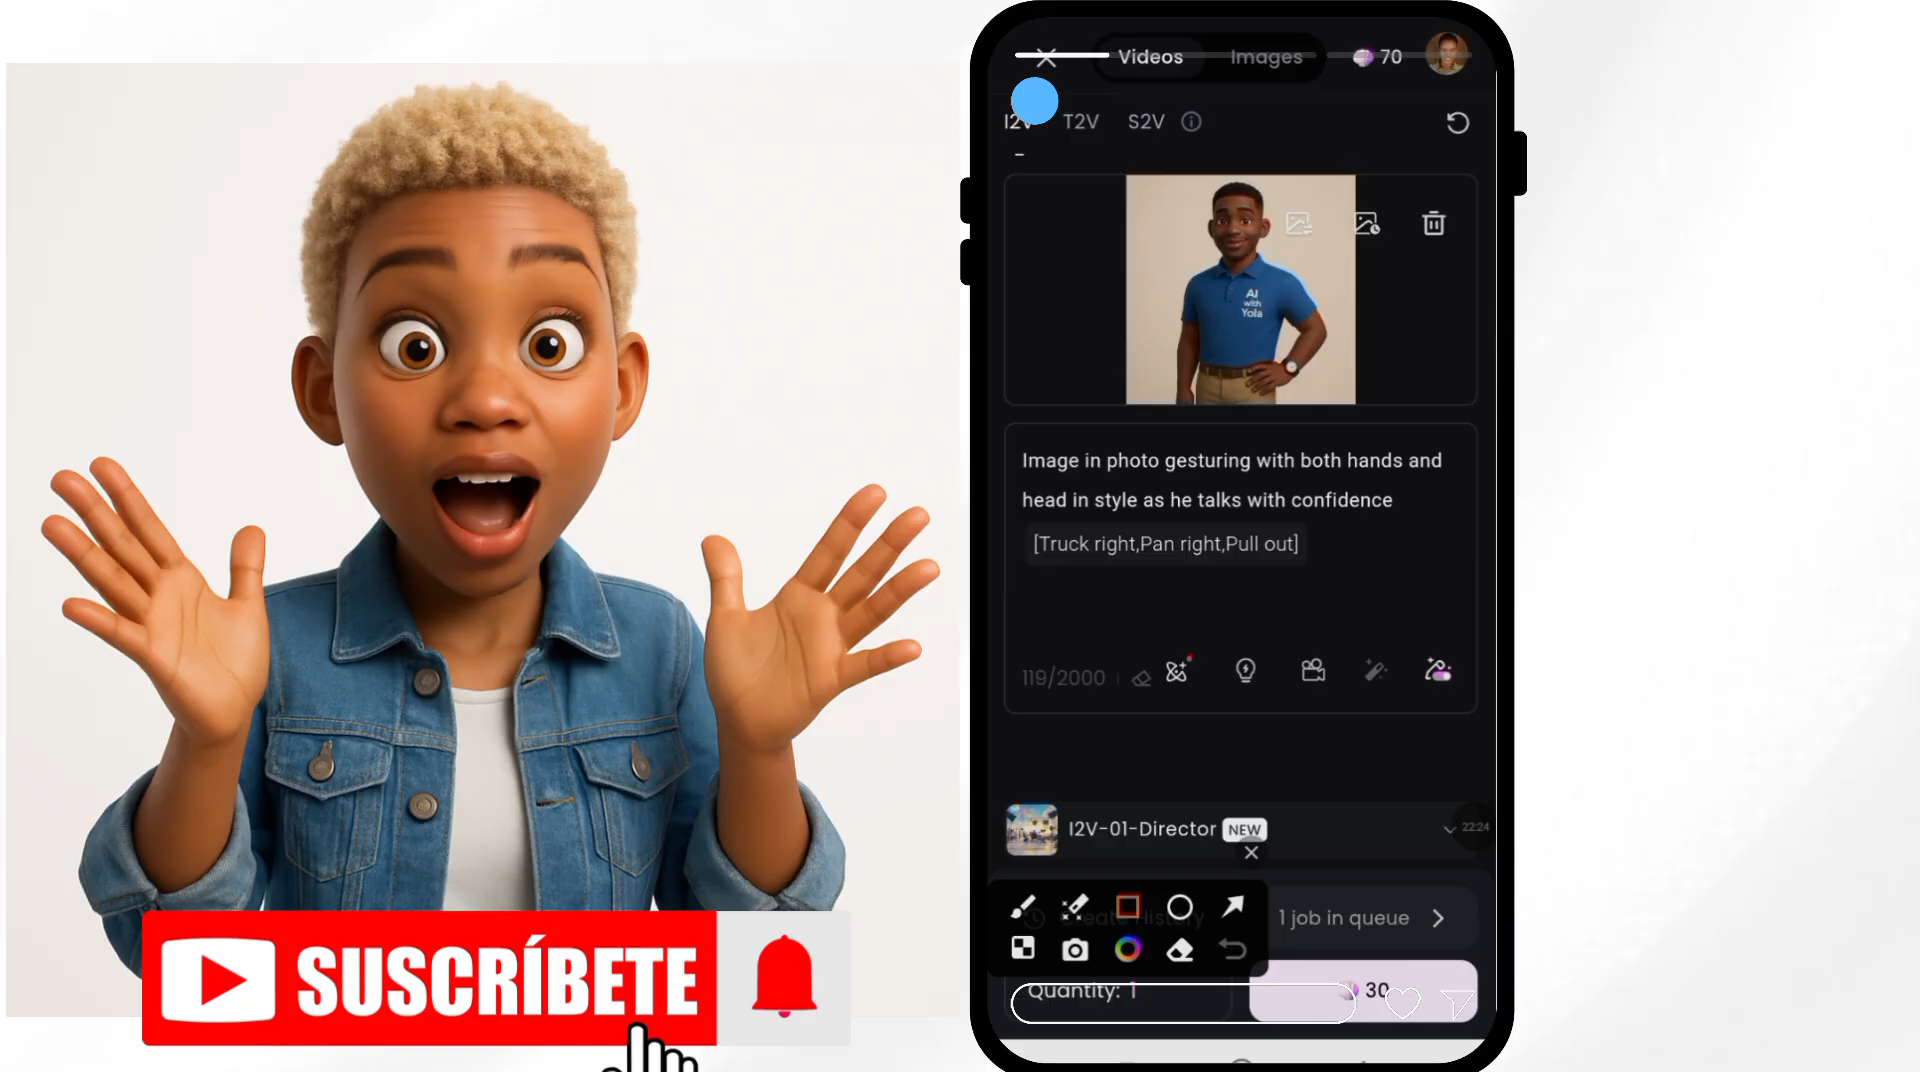 Videos Images 70
I2V T2V S2V
AI
with
Yola
Image in photo gesturing with both hands and
head in style as he talks with confidence
[Truck right,Pan right,Pull out]
119/2000
I2V-01-Director NEW
22:24
Create History 1 job in queue
Quantity: 1 30
SUSCRÍBETE